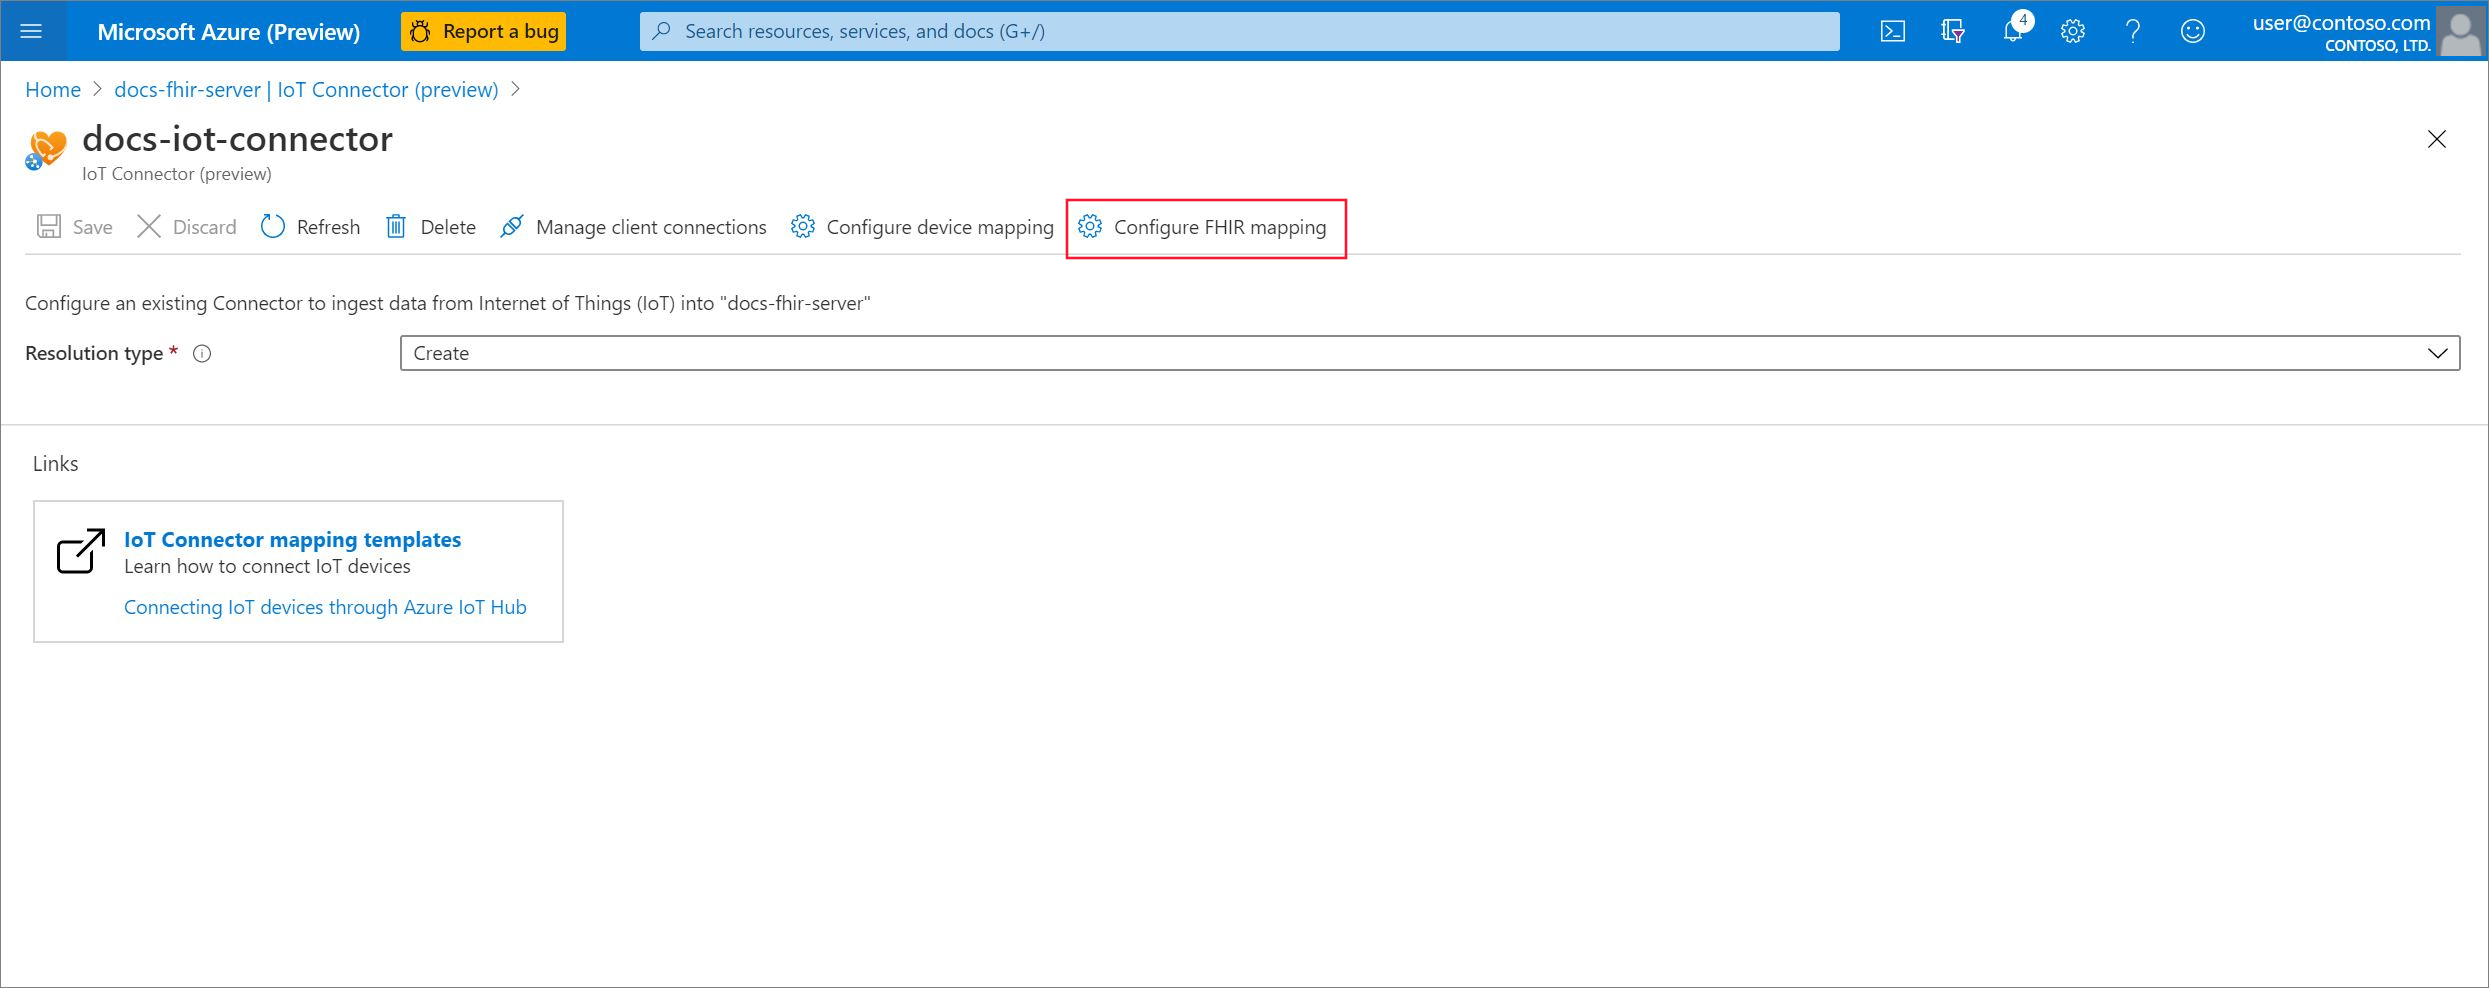 Microsoft Azure (Preview)
Report a bug
Search resources, services, and docs (G+/)
4
user@contoso.com
CONTOSO, LTD.
Home
docs-fhir-server | IoT Connector (preview)
docs-iot-connector
IoT Connector (preview)
Save
Discard
Refresh
Delete
Manage client connections
Configure device mapping
Configure FHIR mapping
Configure an existing Connector to ingest data from Internet of Things (IoT) into "docs-fhir-server"
Resolution type *
Create
Links
IoT Connector mapping templates
Learn how to connect IoT devices
Connecting IoT devices through Azure IoT Hub